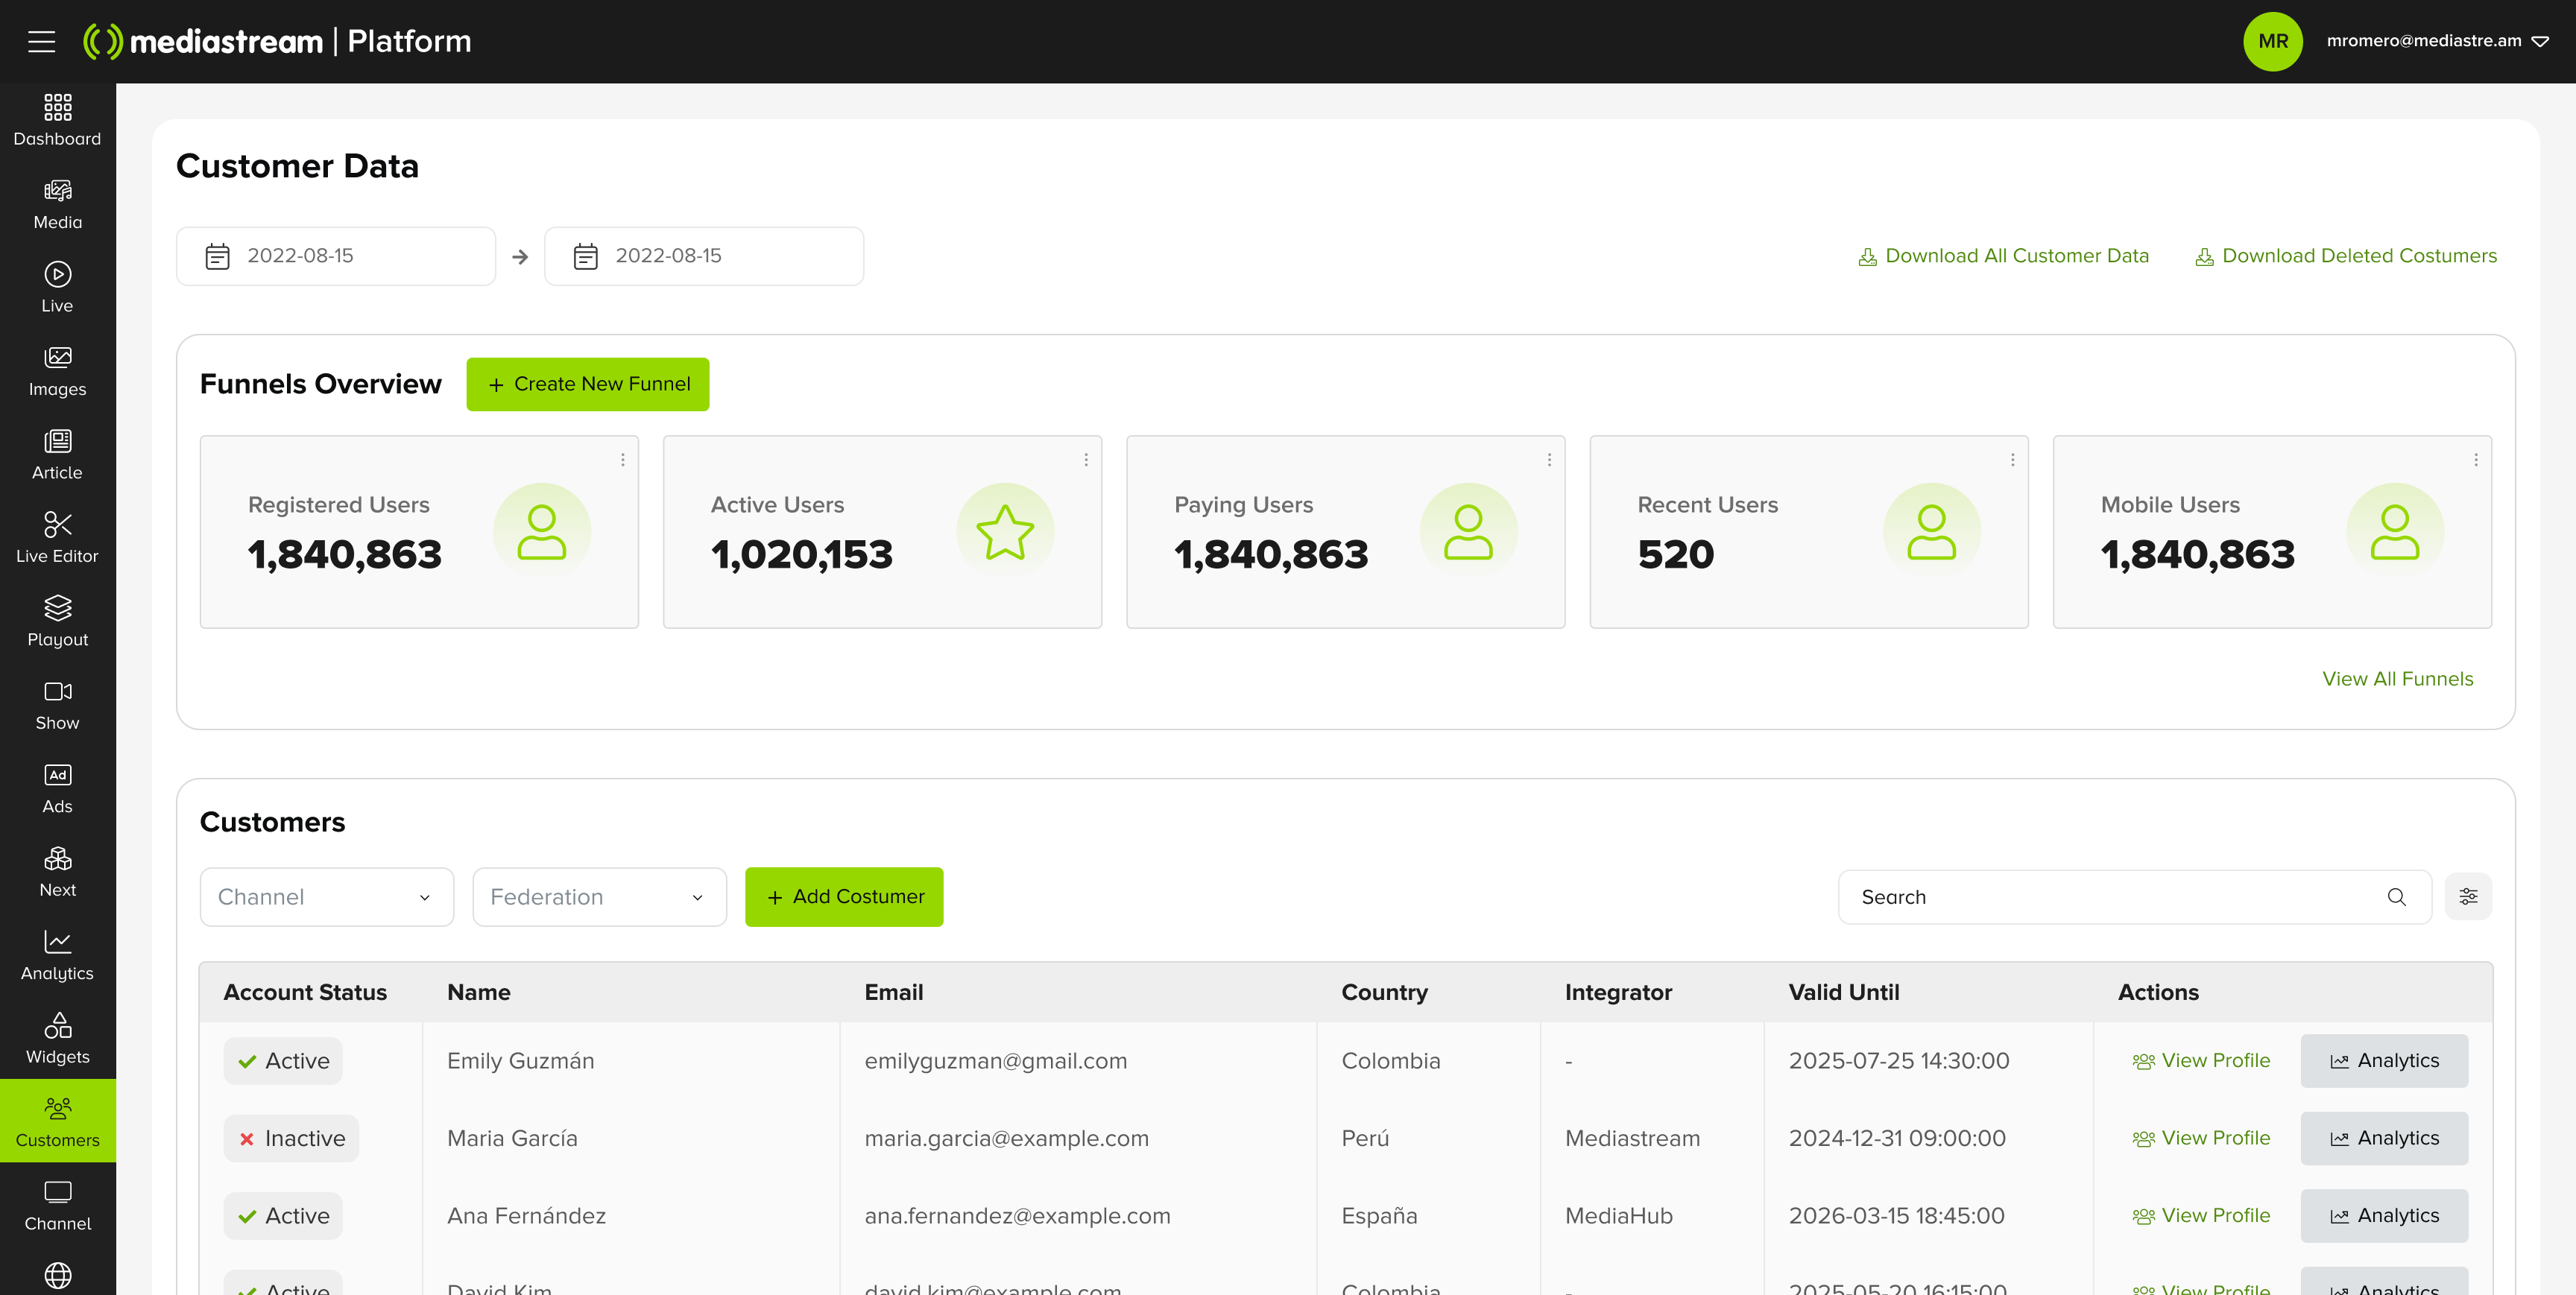 mediastream | Platform
MR
mromero@mediastre.am
Dashboard
Media
Live
Images
Article
Live Editor
Playout
Show
Ad
Ads
Next
Analytics
Widgets
Customers
Channel
Customer Data
2022-08-15
2022-08-15
Download All Customer Data
Download Deleted Costumers
Funnels Overview
+ Create New Funnel
Registered Users
1,840,863
Active Users
1,020,153
Paying Users
1,840,863
Recent Users
520
Mobile Users
1,840,863
View All Funnels
Customers
Channel
Federation
+ Add Costumer
Search
Account Status Name Email Country Integrator Valid Until Actions
Active Emily Guzmán emilyguzman@gmail.com Colombia - 2025-07-25 14:30:00 View Profile Analytics
Inactive Maria García maria.garcia@example.com Perú Mediastream 2024-12-31 09:00:00 View Profile Analytics
Active Ana Fernández ana.fernandez@example.com España MediaHub 2026-03-15 18:45:00 View Profile Analytics
Active David Kim david.kim@example.com Colombia - 2025-05-20 16:15:00 View Profile Analytics